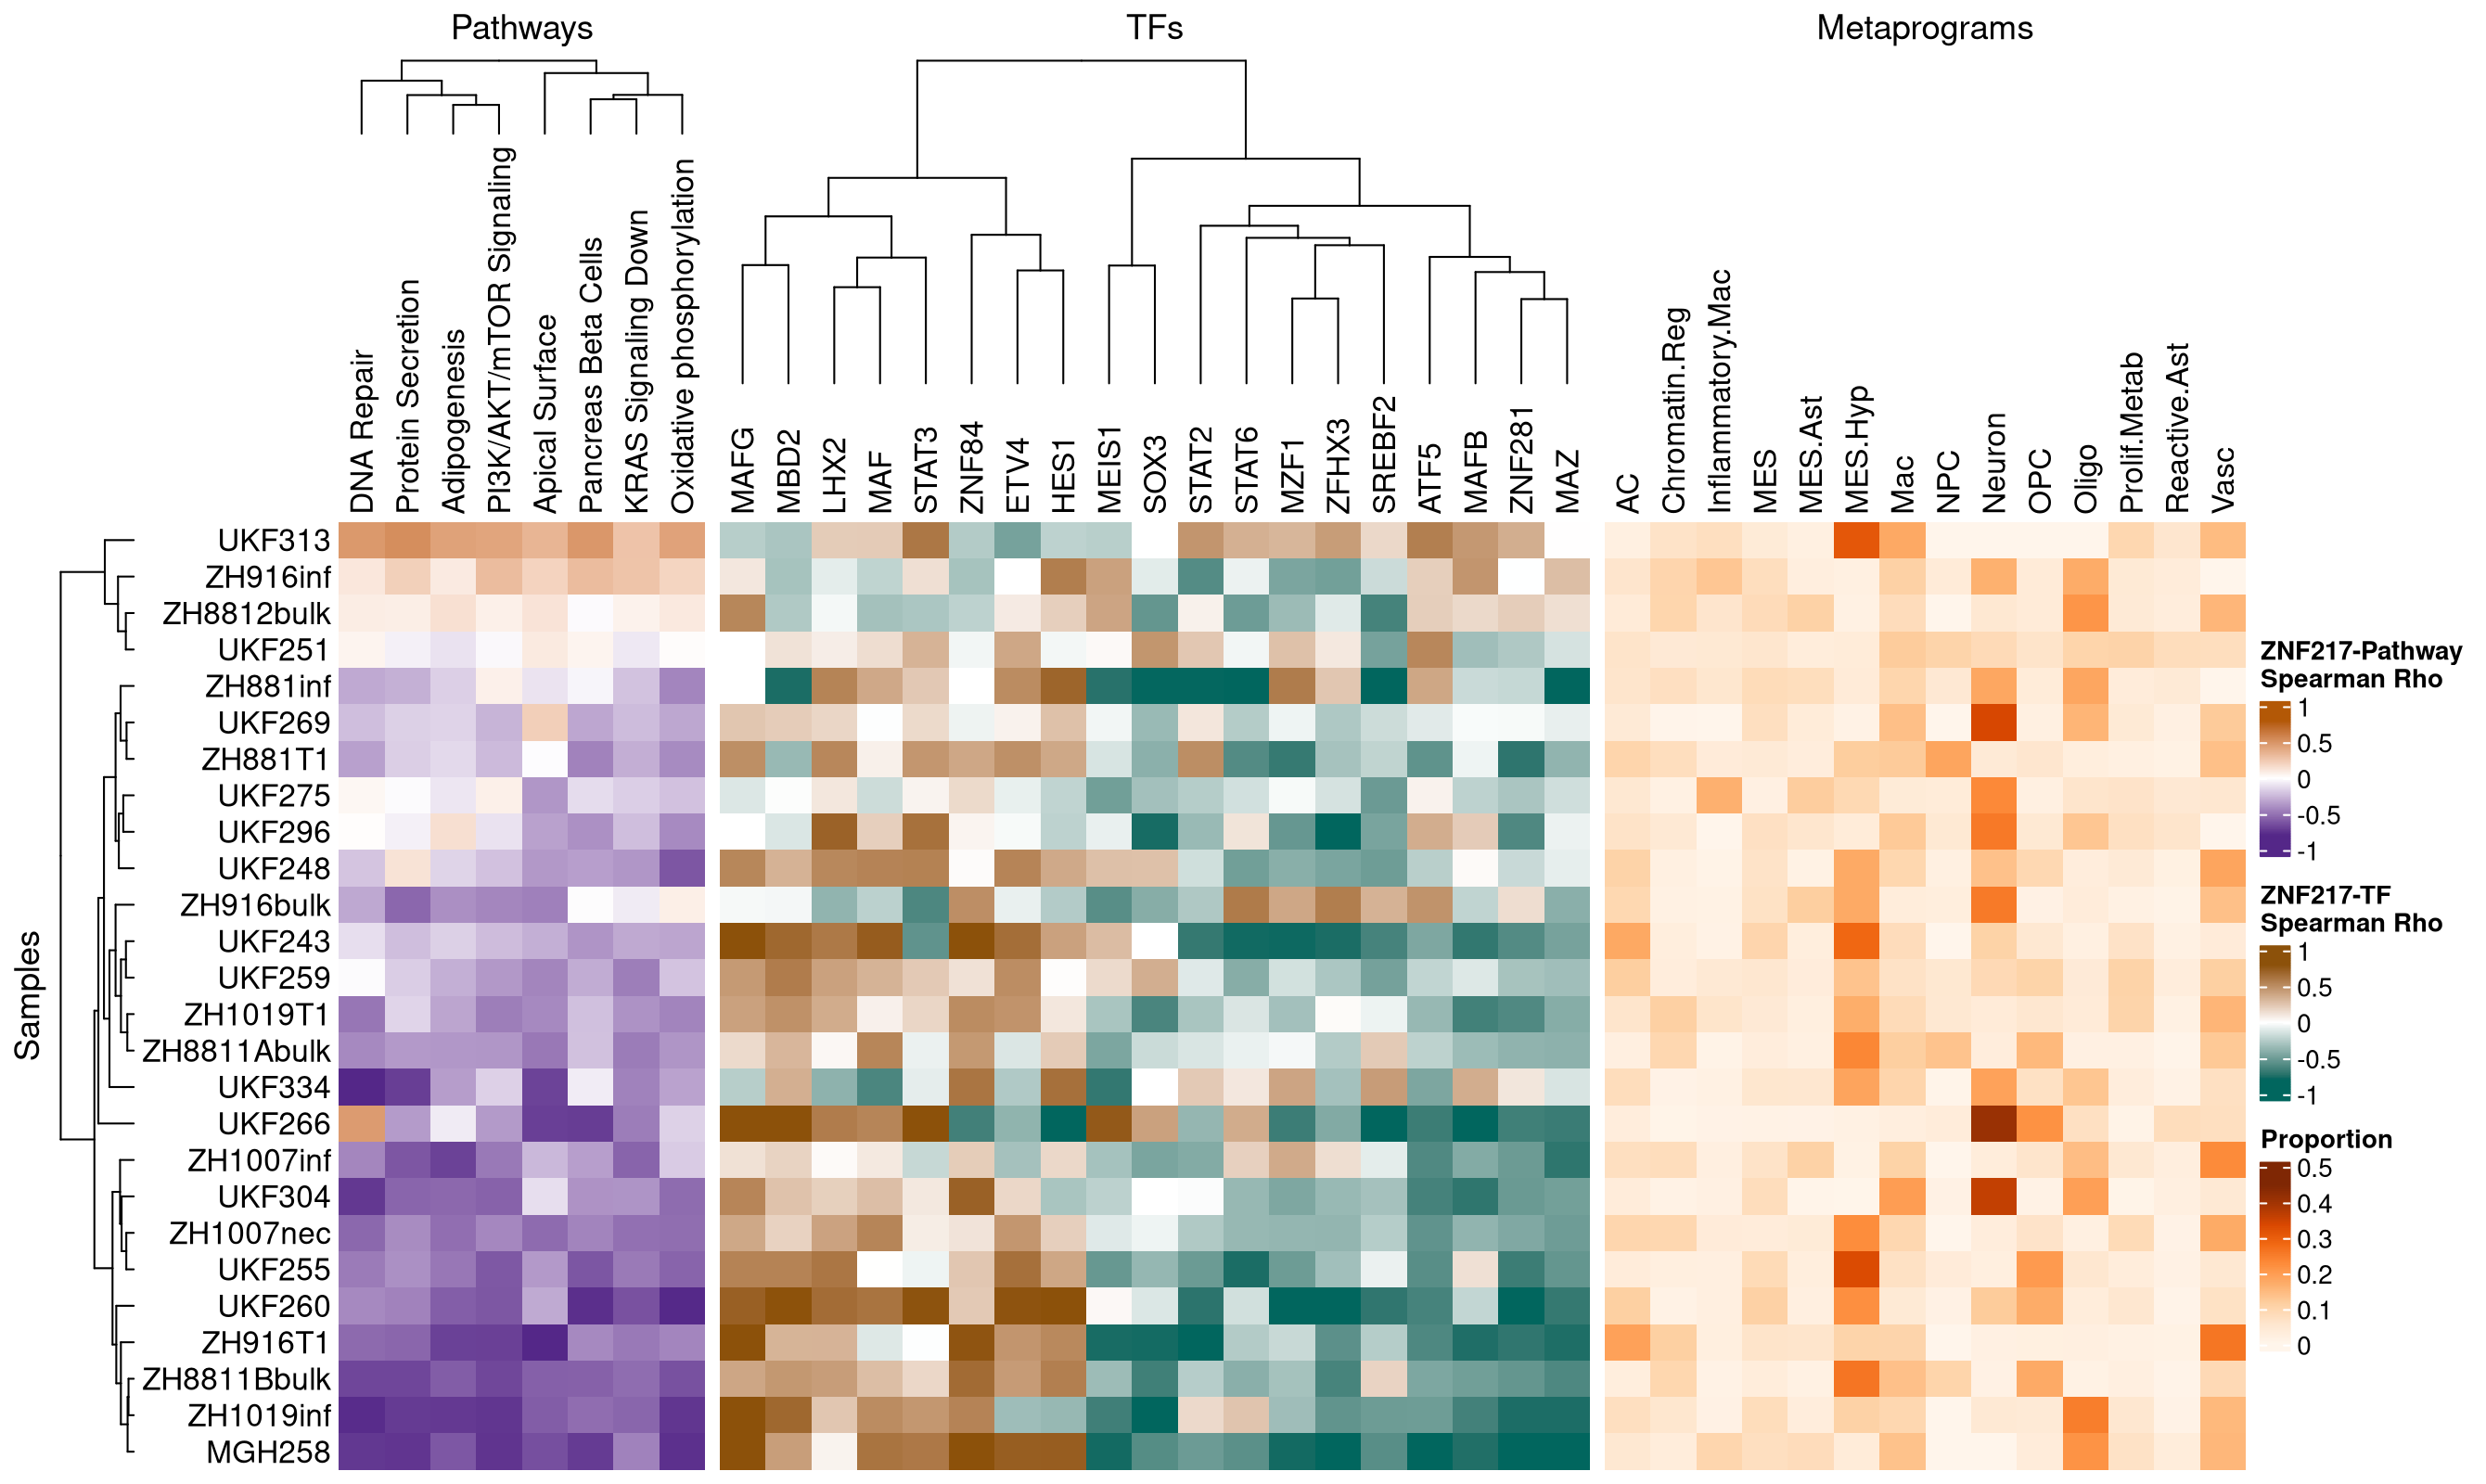 Pathways
TFs
Metaprograms
DNA Repair
Protein Secretion
Adipogenesis
PI3K/AKT/mTOR Signaling
Apical Surface
Pancreas Beta Cells
KRAS Signaling Down
Oxidative phosphorylation
MAFG
MBD2
LHX2
MAF
STAT3
ZNF84
ETV4
HES1
MEIS1
SOX3
STAT2
STAT6
MZF1
ZFHX3
SREBF2
ATF5
MAFB
ZNF281
MAZ
AC
Chromatin.Reg
Inflammatory.Mac
MES
MES.Ast
MES.Hyp
Mac
NPC
Neuron
OPC
Oligo
Prolif.Metab
Reactive.Ast
Vasc
Samples
UKF313
ZH916inf
ZH8812bulk
UKF251
ZH881inf
UKF269
ZH881T1
UKF275
UKF296
UKF248
ZH916bulk
UKF243
UKF259
ZH1019T1
ZH8811Abulk
UKF334
UKF266
ZH1007inf
UKF304
ZH1007nec
UKF255
UKF260
ZH916T1
ZH8811Bbulk
ZH1019inf
MGH258
ZNF217-Pathway
Spearman Rho
1
0.5
0
-0.5
-1
ZNF217-TF
Spearman Rho
1
0.5
0
-0.5
-1
Proportion
0.5
0.4
0.3
0.2
0.1
0